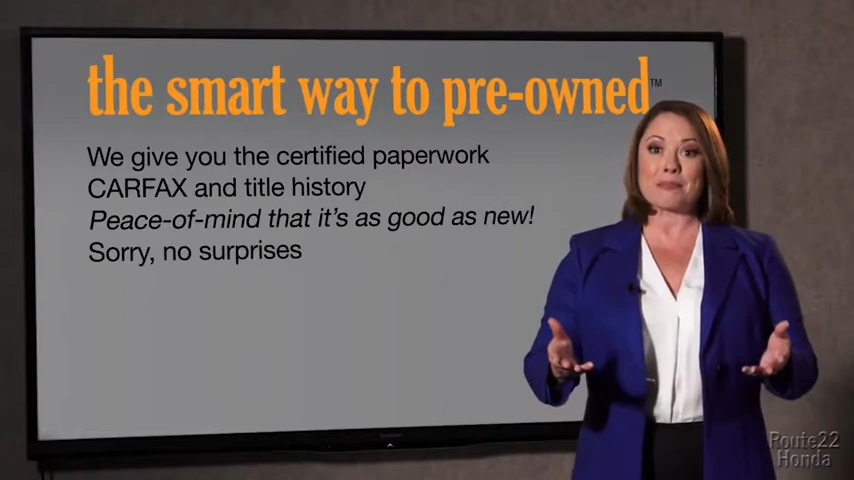 the smart way to pre-owned™
We give you the certified paperwork
CARFAX and title history
Peace-of-mind that it's as good as new!
Sorry, no surprises
Route22
Honda